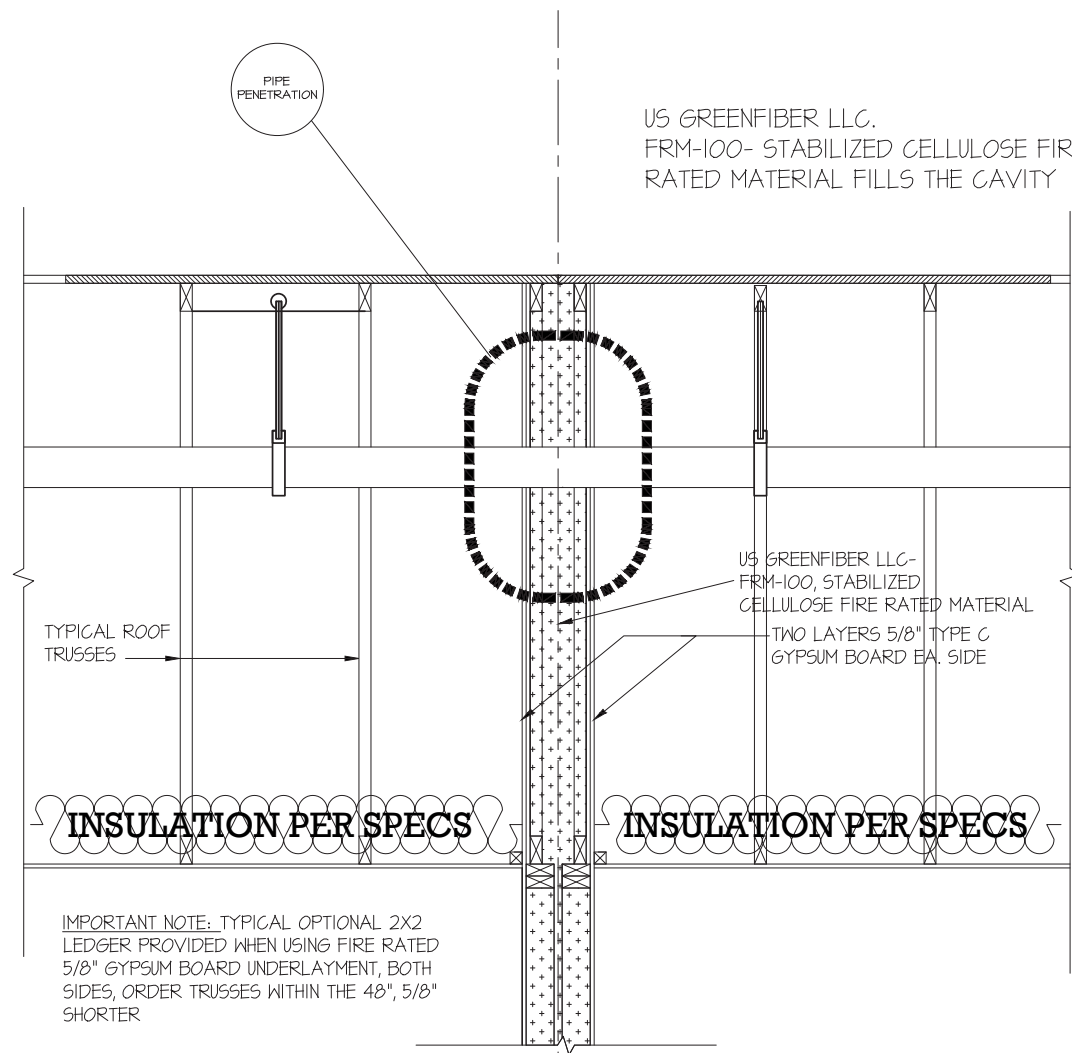 PIPE
PENETRATION
US GREENFIBER LLC.
FRM-100- STABILIZED CELLULOSE FIR
RATED MATERIAL FILLS THE CAVITY
US GREENFIBER LLC-
FRM-100, STABILIZED
CELLULOSE FIRE RATED MATERIAL
TYPICAL ROOF
TRUSSES
TWO LAYERS 5/8" TYPE C
GYPSUM BOARD EA. SIDE
INSULATION PER SPECS
INSULATION PER SPECS
IMPORTANT NOTE: TYPICAL OPTIONAL 2X2
LEDGER PROVIDED WHEN USING FIRE RATED
5/8" GYPSUM BOARD UNDERLAYMENT, BOTH
SIDES, ORDER TRUSSES WITHIN THE 48", 5/8"
SHORTER